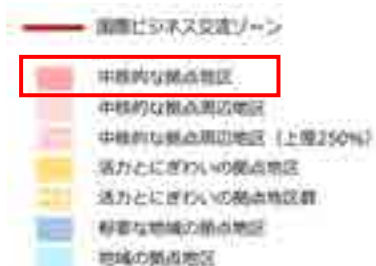 国際ビジネス交流ゾーン
中核的な拠点地区
中核的な拠点周辺地区
中核的な拠点周辺地区（上限250%）
活力とにぎわいの拠点地区
活力とにぎわいの拠点地区群
枢要な地域の拠点地区
地域の拠点地区